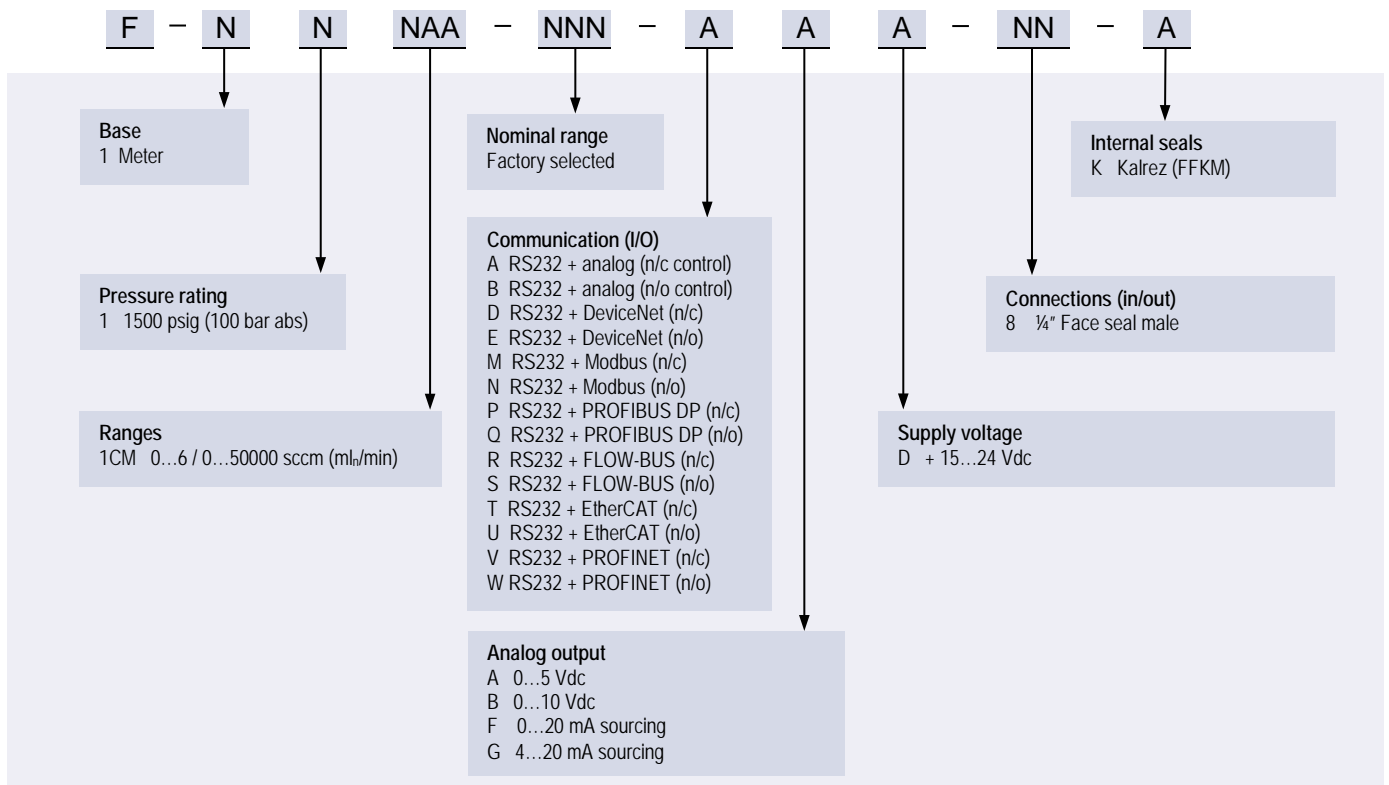 F – N N NAA – NNN – A A A – NN – A
Base
1 Meter
Pressure rating
1 1500 psig (100 bar abs)
Ranges
1CM 0…6 / 0…50000 sccm (mlₙ/min)
Nominal range
Factory selected
Communication (I/O)
A RS232 + analog (n/c control)
B RS232 + analog (n/o control)
D RS232 + DeviceNet (n/c)
E RS232 + DeviceNet (n/o)
M RS232 + Modbus (n/c)
N RS232 + Modbus (n/o)
P RS232 + PROFIBUS DP (n/c)
Q RS232 + PROFIBUS DP (n/o)
R RS232 + FLOW-BUS (n/c)
S RS232 + FLOW-BUS (n/o)
T RS232 + EtherCAT (n/c)
U RS232 + EtherCAT (n/o)
V RS232 + PROFINET (n/c)
W RS232 + PROFINET (n/o)
Analog output
A 0…5 Vdc
B 0…10 Vdc
F 0…20 mA sourcing
G 4…20 mA sourcing
Internal seals
K Kalrez (FFKM)
Connections (in/out)
8 ¼” Face seal male
Supply voltage
D + 15…24 Vdc